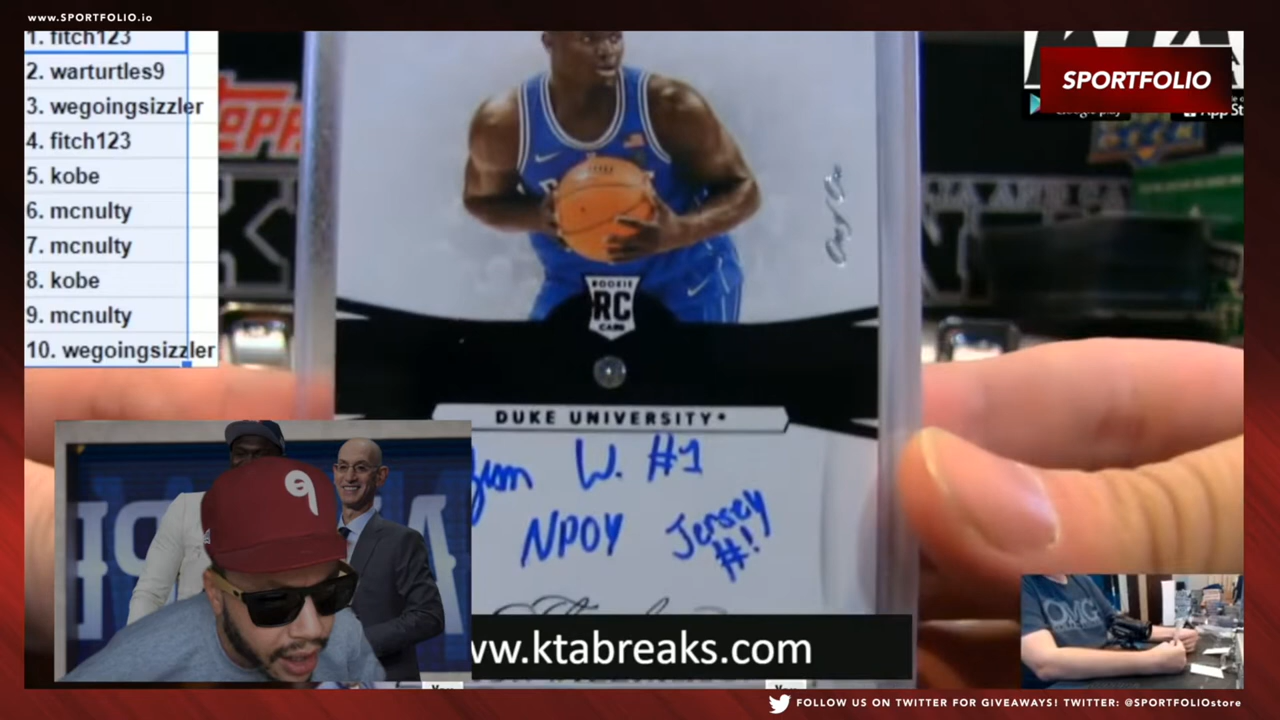 www.SPORTFOLIO.io
1. fitch123
2. warturtles9
3. wegoingsizzler
4. fitch123
5. kobe
6. mcnulty
7. mcnulty
8. kobe
9. mcnulty
10. wegoingsizzler
SPORTFOLIO
ROOKIE
RC
CARD
DUKE UNIVERSITY*
W. #1
NPOY Jersey
#!
ww.ktabreaks.com
OMG
FOLLOW US ON TWITTER FOR GIVEAWAYS! TWITTER: @SPORTFOLIOstore